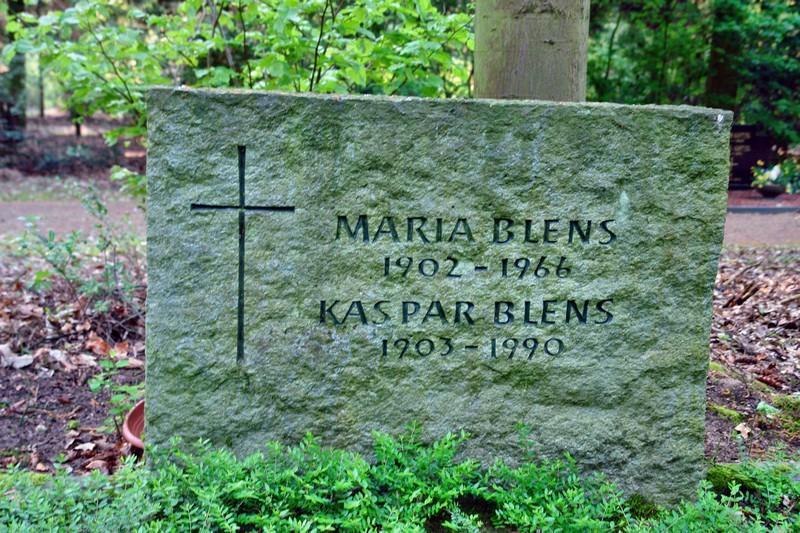 MARIA BLENS
1902 - 1966
KASPAR BLENS
1903 - 1990